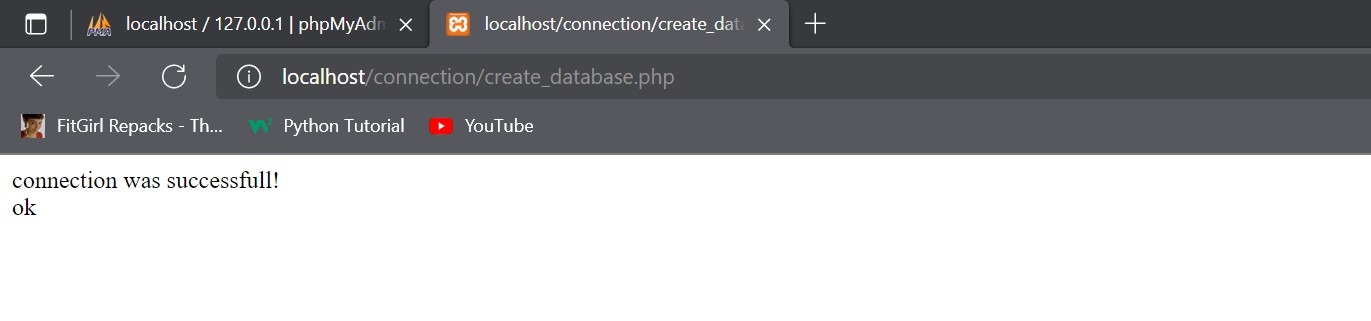 localhost / 127.0.0.1 | phpMyAdm
localhost/connection/create_data
localhost/connection/create_database.php
FitGirl Repacks - Th... Python Tutorial YouTube
connection was successfull!
ok